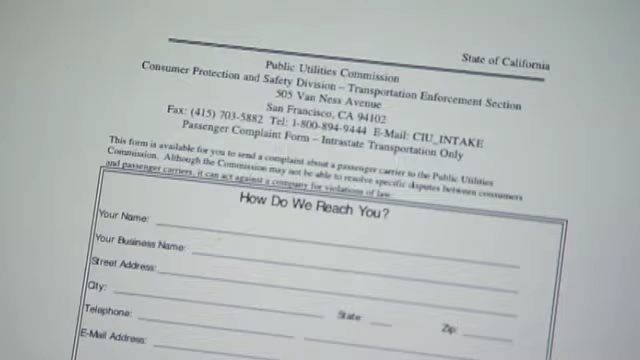 State of California
Public Utilities Commission
Consumer Protection and Safety Division – Transportation Enforcement Section
505 Van Ness Avenue
San Francisco, CA 94102
Fax: (415) 703-5882 Tel: 1-800-894-9444 E-Mail: CIU_INTAKE
Passenger Complaint Form – Intrastate Transportation Only
This form is available for you to send a complaint about a passenger carrier to the Public Utilities
Commission. Although the Commission may not be able to resolve specific disputes between consumers
and passenger carriers, it can act against a company for violations of law.
How Do We Reach You?
Your Name:
Your Business Name:
Street Address:
City: State: Zip:
Telephone:
E-Mail Address: